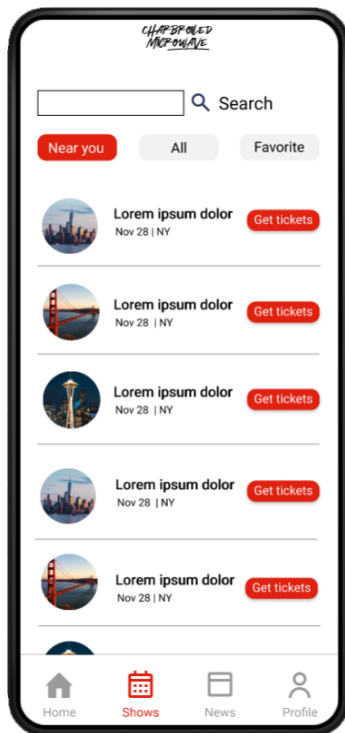 CHARBROILED
MICROWAVE
Search
Near you
All
Favorite
Lorem ipsum dolor
Nov 28 | NY
Get tickets
Lorem ipsum dolor
Nov 28 | NY
Get tickets
Lorem ipsum dolor
Nov 28 | NY
Get tickets
Lorem ipsum dolor
Nov 28 | NY
Get tickets
Lorem ipsum dolor
Nov 28 | NY
Get tickets
Home
Shows
News
Profile